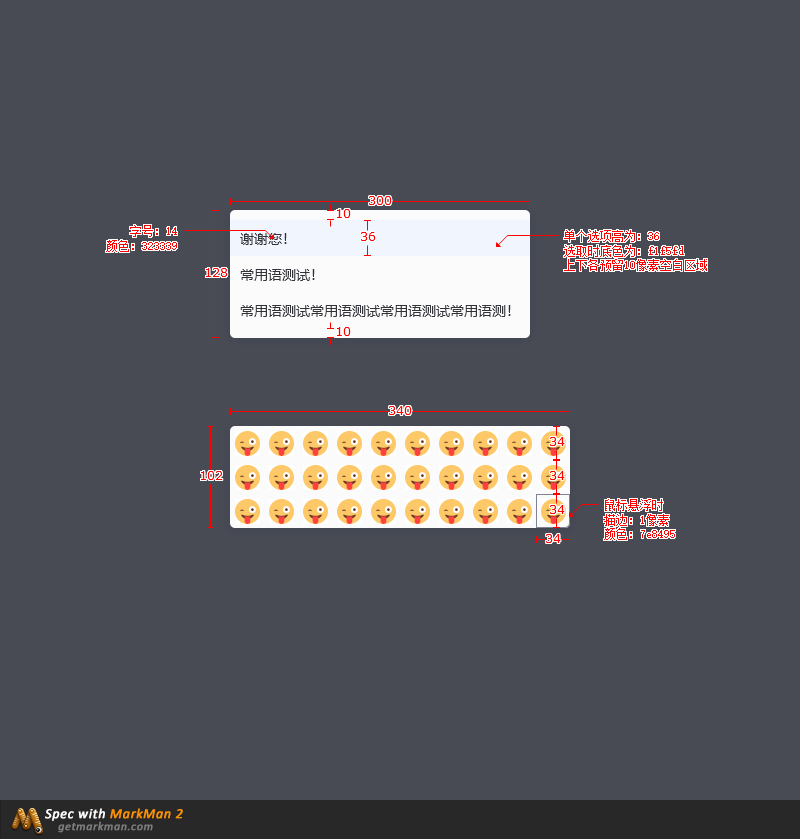 300
10
字号：14
颜色：323339
谢谢您！
36
单个选项高为：36
选取时底色为：f1f5fd
上下各预留10像素空白区域
128
常用语测试！
常用语测试常用语测试常用语测试常用语测！
10
340
34
102
34
34
鼠标悬浮时
描边：1像素
颜色：7c8495
34
Spec with MarkMan 2
getmarkman.com